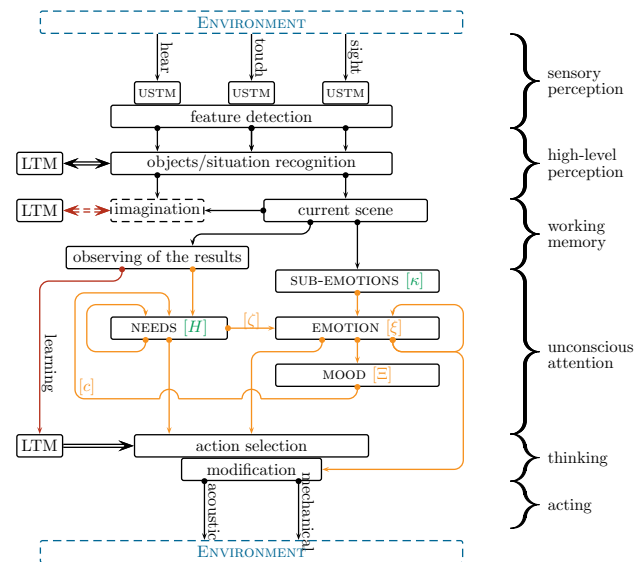 ENVIRONMENT
hear
touch
sight
USTM
USTM
USTM
sensory
perception
feature detection
LTM
objects/situation recognition
high-level
perception
LTM
imagination
current scene
working
memory
observing of the results
SUB-EMOTIONS [κ]
NEEDS [H]
[ζ]
EMOTION [ξ]
learning
unconscious
attention
MOOD [Ξ]
[c]
LTM
action selection
thinking
modification
acoustic
mechanical
acting
ENVIRONMENT